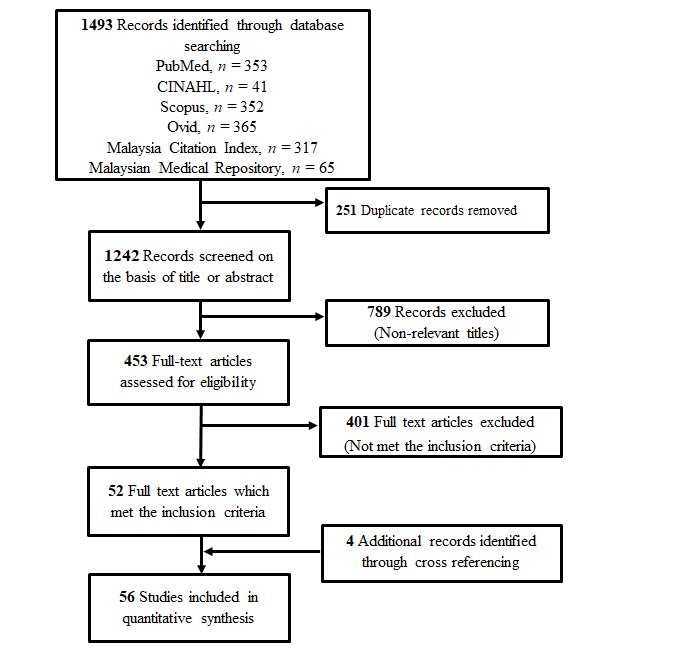 1493 Records identified through database
searching
PubMed, n = 353
CINAHL, n = 41
Scopus, n = 352
Ovid, n = 365
Malaysia Citation Index, n = 317
Malaysian Medical Repository, n = 65
251 Duplicate records removed
1242 Records screened on
the basis of title or abstract
789 Records excluded
(Non-relevant titles)
453 Full-text articles
assessed for eligibility
401 Full text articles excluded
(Not met the inclusion criteria)
52 Full text articles which
met the inclusion criteria
4 Additional records identified
through cross referencing
56 Studies included in
quantitative synthesis